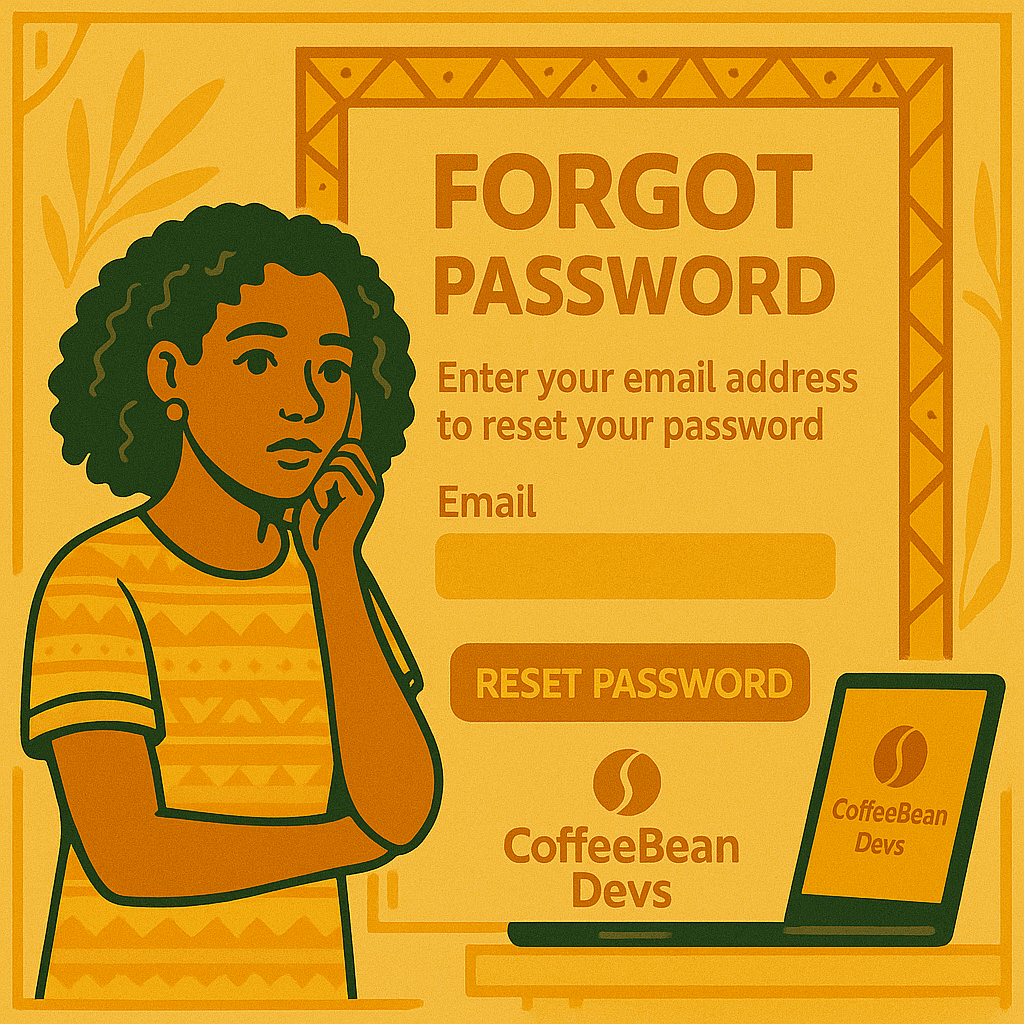 FORGOT
PASSWORD
Enter your email address
to reset your password
Email
RESET PASSWORD
CoffeeBean
Devs
CoffeeBean
Devs